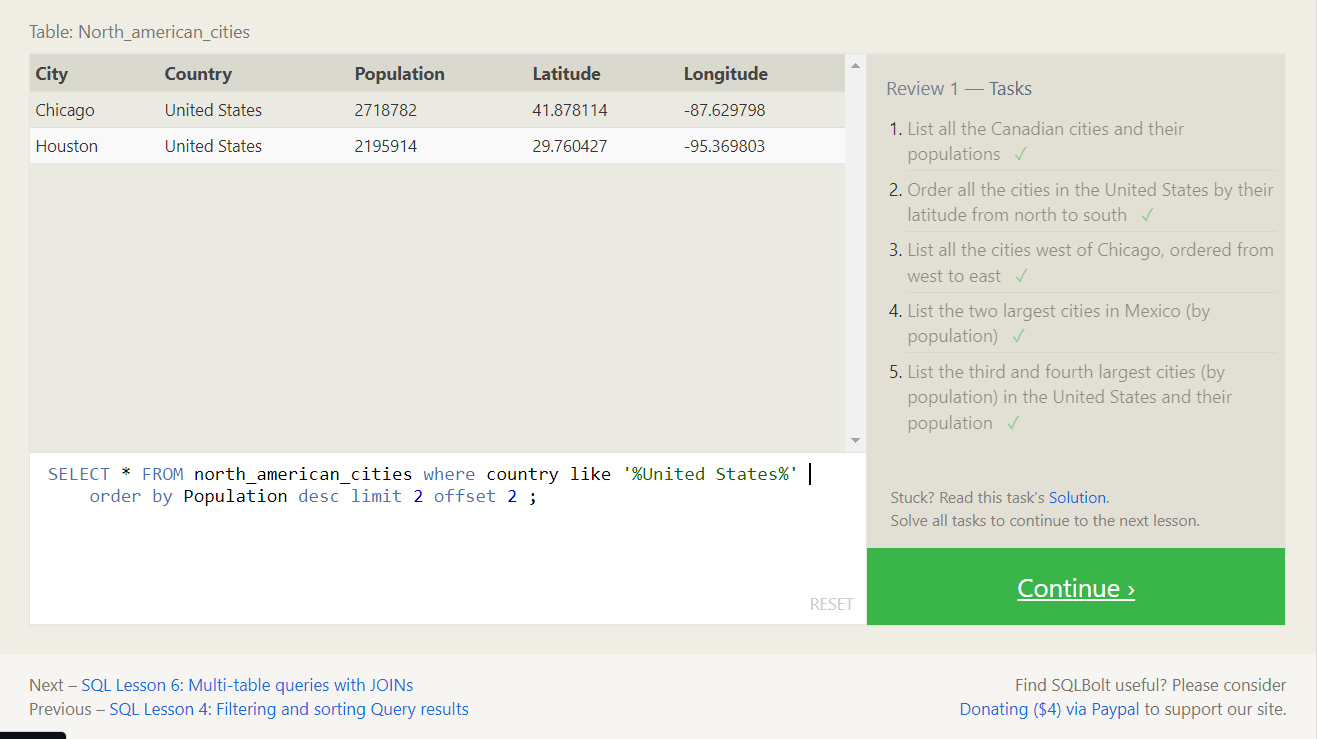 Table: North_american_cities
City Country Population Latitude Longitude
Chicago United States 2718782 41.878114 -87.629798
Houston United States 2195914 29.760427 -95.369803
SELECT * FROM north_american_cities where country like '%United States%'
order by Population desc limit 2 offset 2 ;
RESET
Review 1 — Tasks
1. List all the Canadian cities and their
populations ✓
2. Order all the cities in the United States by their
latitude from north to south ✓
3. List all the cities west of Chicago, ordered from
west to east ✓
4. List the two largest cities in Mexico (by
population) ✓
5. List the third and fourth largest cities (by
population) in the United States and their
population ✓
Stuck? Read this task's Solution.
Solve all tasks to continue to the next lesson.
Continue ›
Next – SQL Lesson 6: Multi-table queries with JOINs
Previous – SQL Lesson 4: Filtering and sorting Query results
Find SQLBolt useful? Please consider
Donating ($4) via Paypal to support our site.